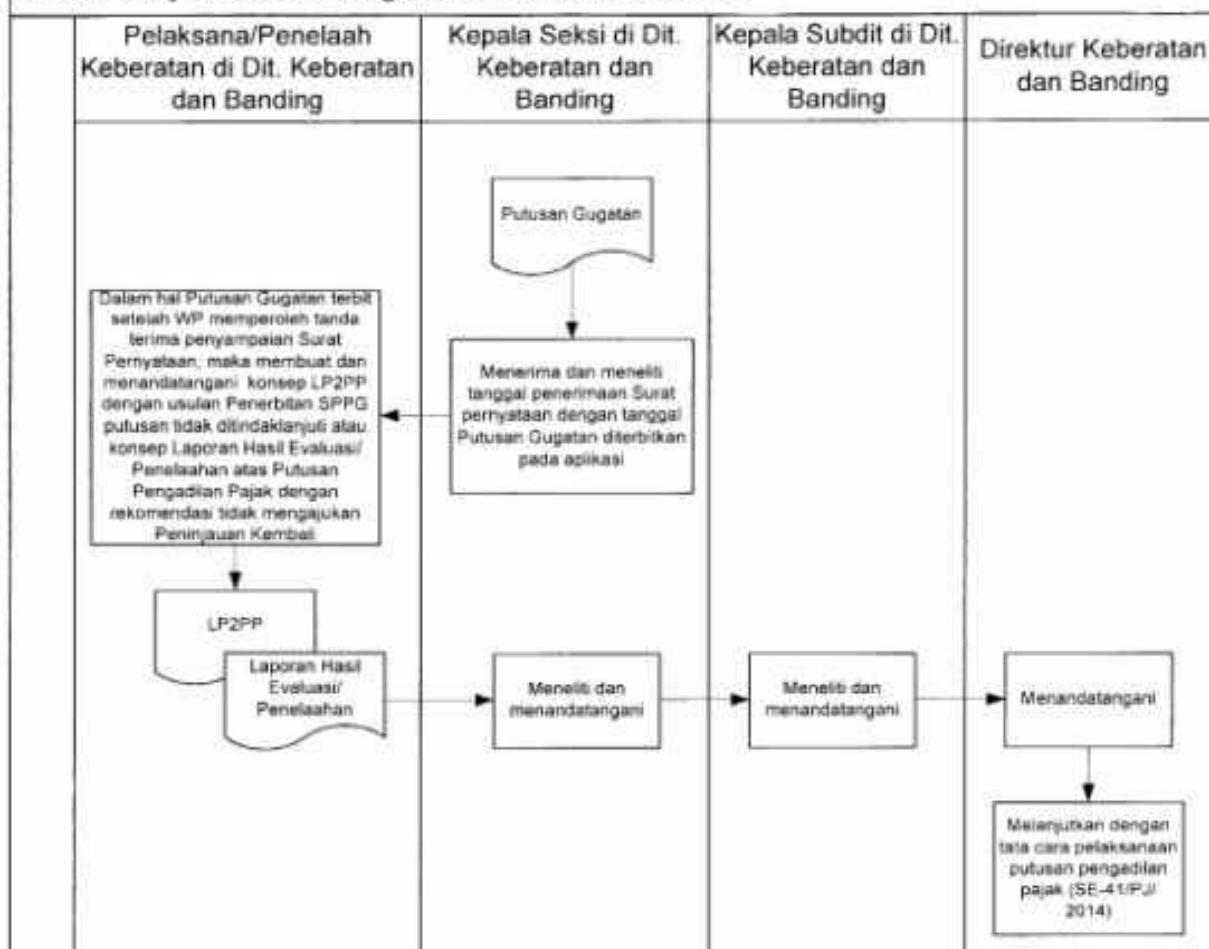 Pelaksana/Penelaah
Keberatan di Dit. Keberatan
dan Banding
Kepala Seksi di Dit.
Keberatan dan
Banding
Kepala Subdit di Dit.
Keberatan dan
Banding
Direktur Keberatan
dan Banding
Putusan Gugatan
Menerima dan meneliti
tanggal penerimaan Surat
pernyataan dengan tanggal
Putusan Gugatan diterbitkan
pada aplikasi
Dalam hal Putusan Gugatan terbit
setelah WP memperoleh tanda
terima penyampaian Surat
Pernyataan, maka membuat dan
menandatangani konsep LP2PP
dengan usulan Penerbitan SPPG
putusan tidak ditindaklanjuti atau
konsep Laporan Hasil Evaluasi/
Penelaahan atas Putusan
Pengadilan Pajak dengan
rekomendasi tidak mengajukan
Peninjauan Kembali
LP2PP
Laporan Hasil
Evaluasi/
Penelaahan
Meneliti dan
menandatangani
Meneliti dan
menandatangani
Menandatangani
Melanjutkan dengan
tata cara pelaksanaan
putusan pengadilan
pajak (SE-41/PJ/
2014)